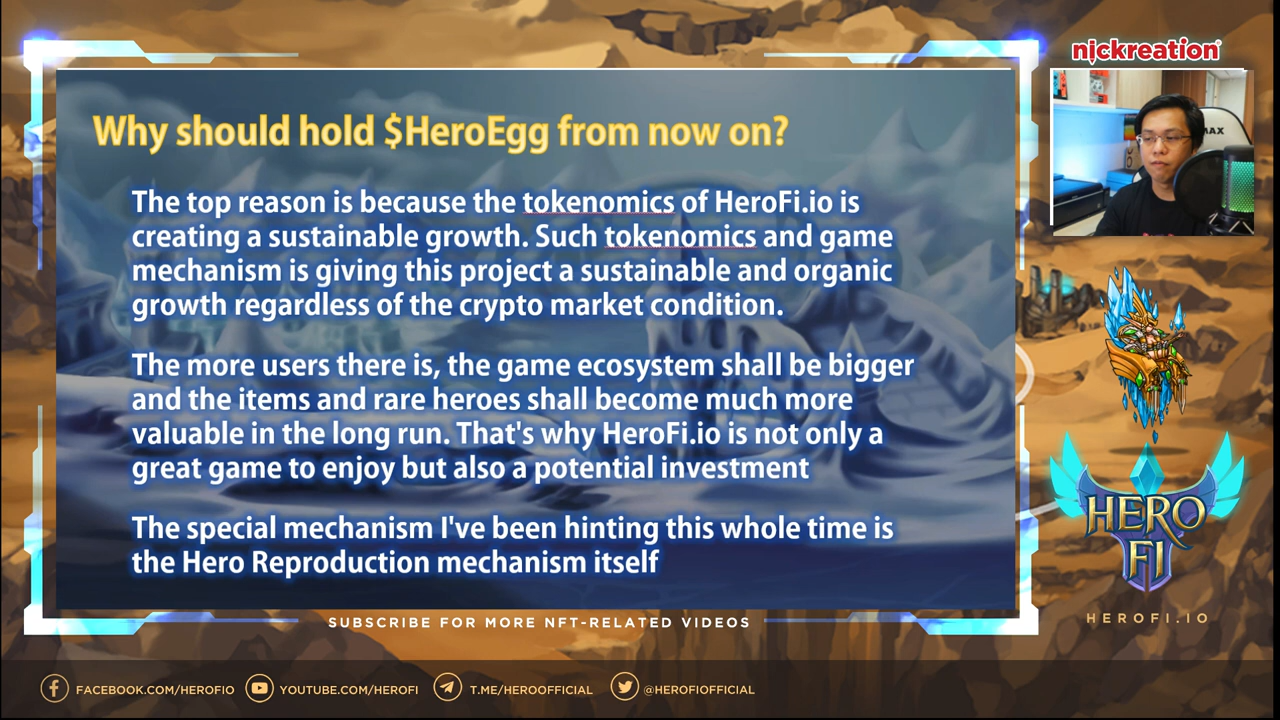 njckreation
Why should hold $HeroEgg from now on?
The top reason is because the tokenomics of HeroFi.io is
creating a sustainable growth. Such tokenomics and game
mechanism is giving this project a sustainable and organic
growth regardless of the crypto market condition.
The more users there is, the game ecosystem shall be bigger
and the items and rare heroes shall become much more
valuable in the long run. That's why HeroFi.io is not only a
great game to enjoy but also a potential investment
The special mechanism I've been hinting this whole time is
the Hero Reproduction mechanism itself
MAX
HERO
FI
HEROFI.IO
SUBSCRIBE FOR MORE NFT-RELATED VIDEOS
FACEBOOK.COM/HEROFIO
YOUTUBE.COM/HEROFI
T.ME/HEROOFFICIAL
@HEROFIOFFICIAL